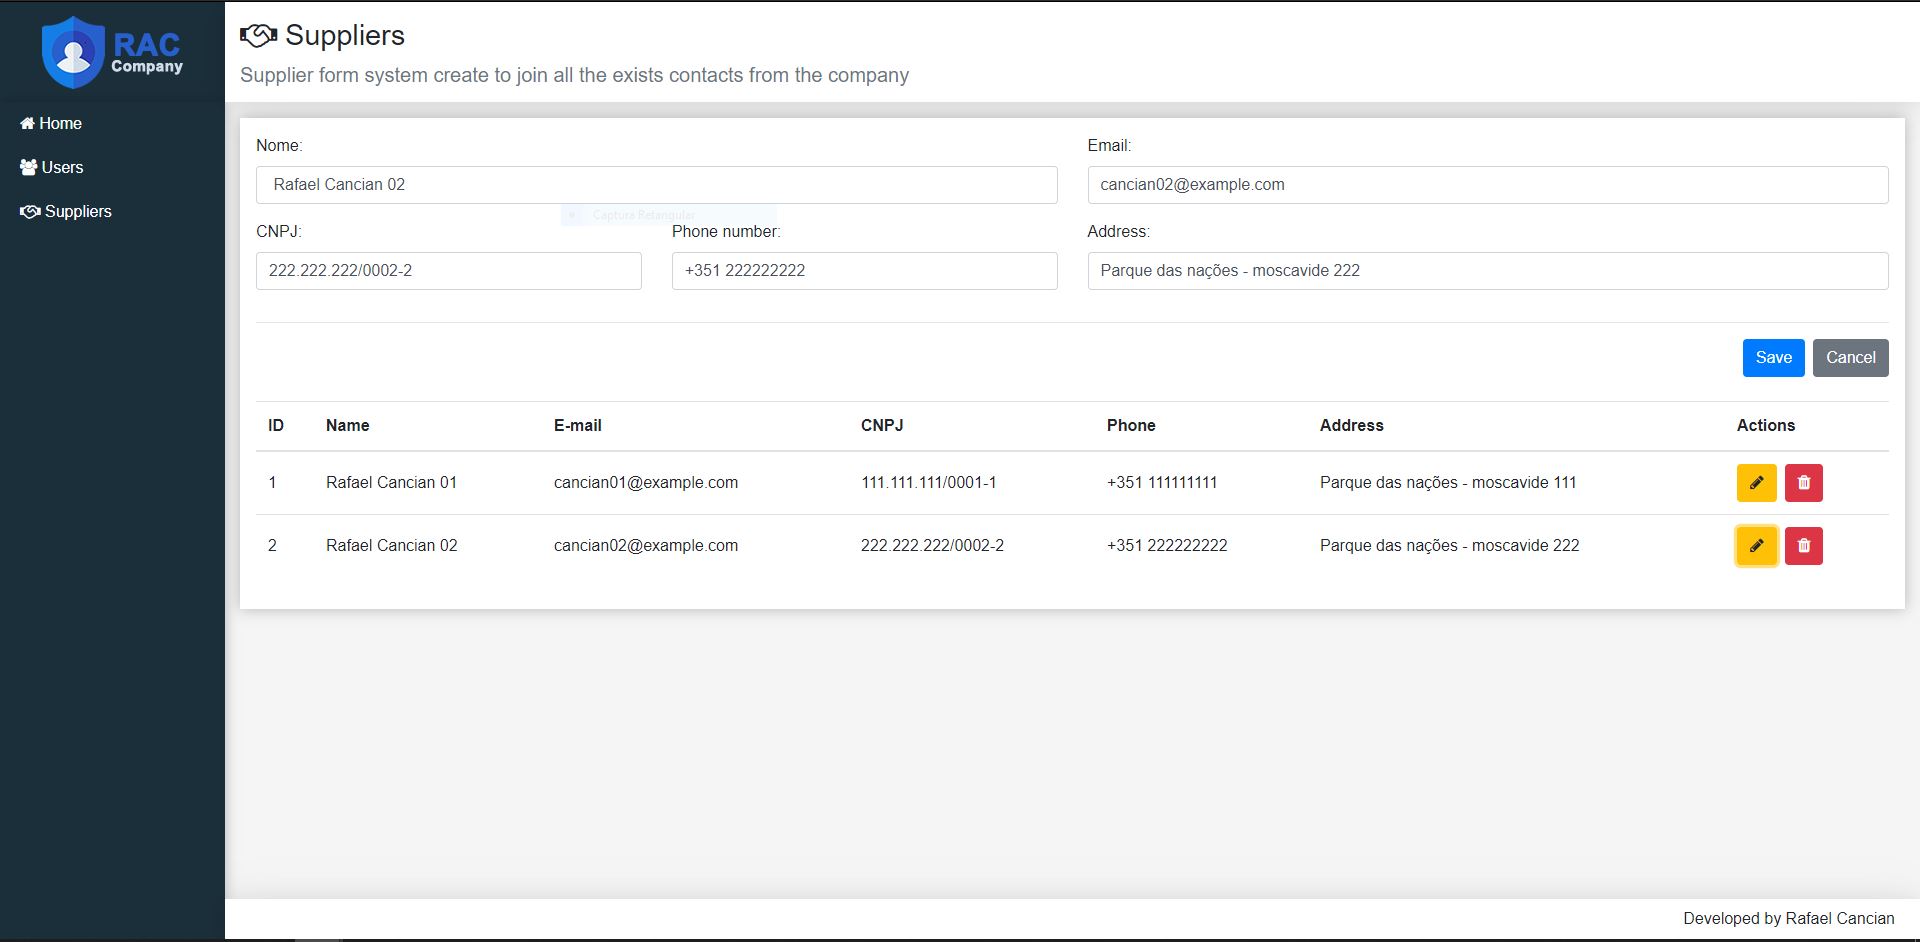 RAC
Company
Home
Users
Suppliers
Suppliers
Supplier form system create to join all the exists contacts from the company
Nome: Email:
Rafael Cancian 02 cancian02@example.com
Captura Retangular
CNPJ: Phone number: Address:
222.222.222/0002-2 +351 222222222 Parque das nações - moscavide 222
Save Cancel
ID Name E-mail CNPJ Phone Address Actions
1 Rafael Cancian 01 cancian01@example.com 111.111.111/0001-1 +351 111111111 Parque das nações - moscavide 111
2 Rafael Cancian 02 cancian02@example.com 222.222.222/0002-2 +351 222222222 Parque das nações - moscavide 222
Developed by Rafael Cancian